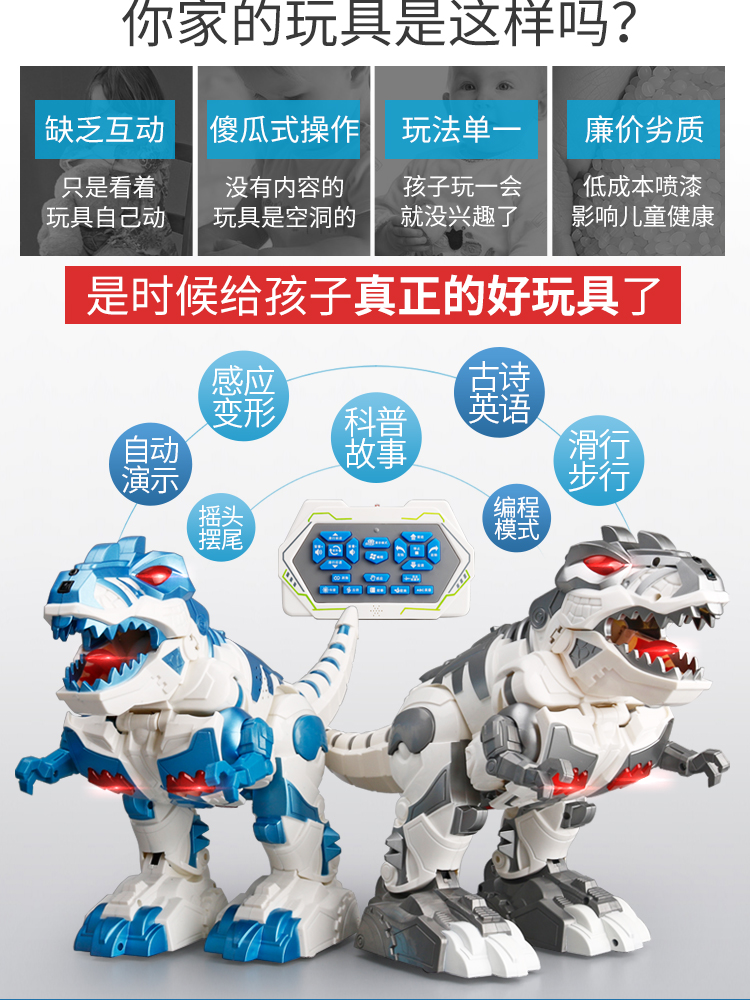 你家的玩具是这样吗？
缺乏互动
傻瓜式操作
玩法单一
廉价劣质
只是看着
玩具自己动
没有内容的
玩具是空洞的
孩子玩一会
就没兴趣了
低成本喷漆
影响儿童健康
是时候给孩子真正的好玩具了
感应
变形
古诗
英语
科普
故事
自动
演示
滑行
步行
摇头
摆尾
编程
模式